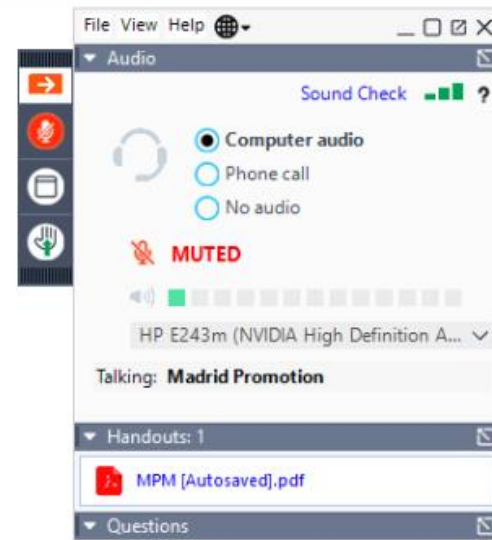 File View Help
Audio
Sound Check ?
Computer audio
Phone call
No audio
MUTED
HP E243m (NVIDIA High Definition A...
Talking: Madrid Promotion
Handouts: 1
MPM [Autosaved].pdf
Questions